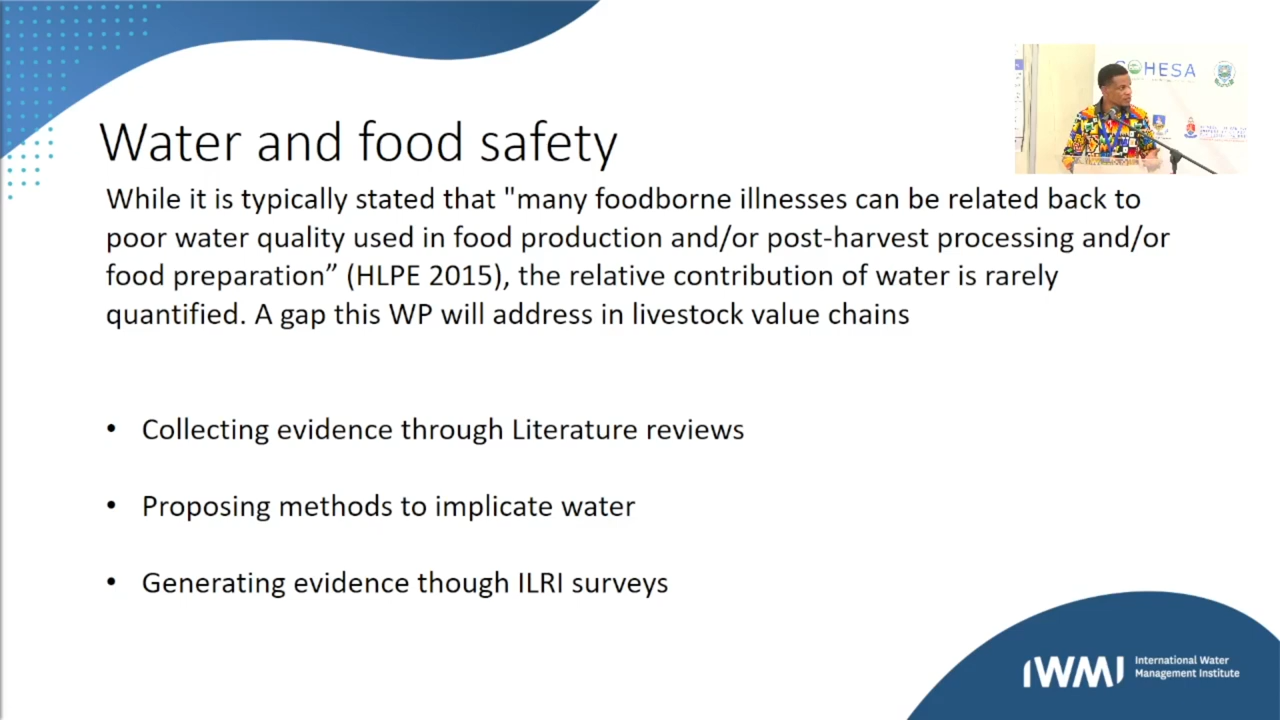 COHESA
Water and food safety
While it is typically stated that "many foodborne illnesses can be related back to
poor water quality used in food production and/or post-harvest processing and/or
food preparation” (HLPE 2015), the relative contribution of water is rarely
quantified. A gap this WP will address in livestock value chains
• Collecting evidence through Literature reviews
• Proposing methods to implicate water
• Generating evidence though ILRI surveys
IWMI
International Water
Management Institute